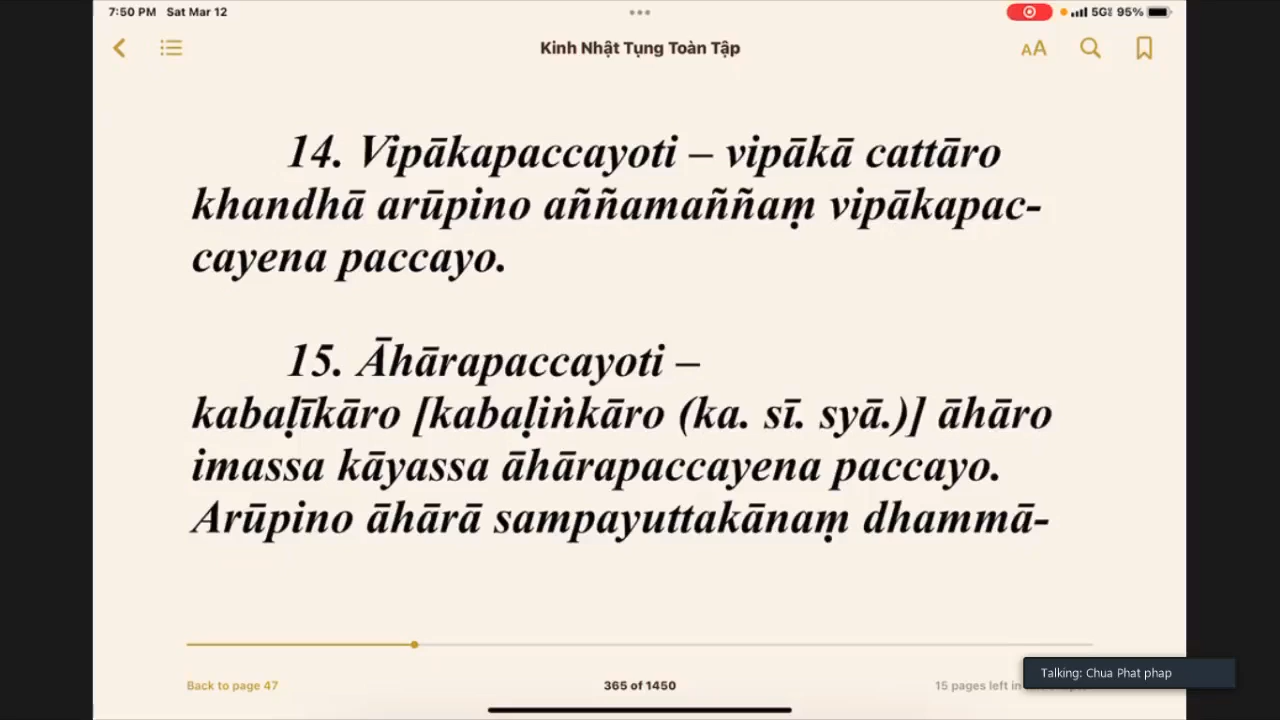 7:50 PM Sat Mar 12
95%
Kinh Nhật Tụng Toàn Tập
AA
14. Vipākapaccayoti – vipākā cattāro
khandhā arūpino aññamaññaṃ vipākapac-
cayena paccayo.
15. Āhārapaccayoti –
kabaḷīkāro [kabaḷiṅkāro (ka. sī. syā.)] āhāro
imassa kāyassa āhārapaccayena paccayo.
Arūpino āhārā sampayuttakānaṃ dhammā-
Talking: Chua Phat phap
Back to page 47
365 of 1450
15 pages left in